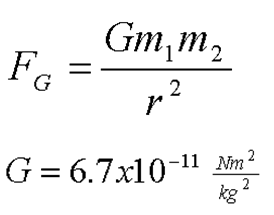 F_G = Gm₁m₂ / r²
G = 6.7x10⁻¹¹ Nm²/kg²